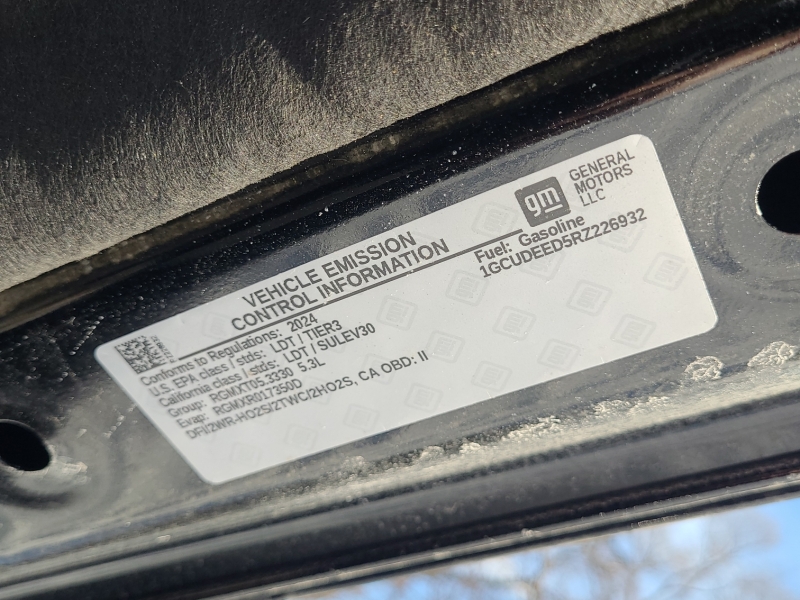 VEHICLE EMISSION
CONTROL INFORMATION
gm
GENERAL
MOTORS
LLC
Fuel: Gasoline
1GCUDEED5RZ226932
Conforms to Regulations: 2024
U.S. EPA class / stds: LDT / TIER3
California class / stds: LDT / SULEV30
Group: RGMXT05.3330 5.3L
Evap: RGMXR017350D
DFI/2WR-HO2S/2TWC/2HO2S, CA OBD: II